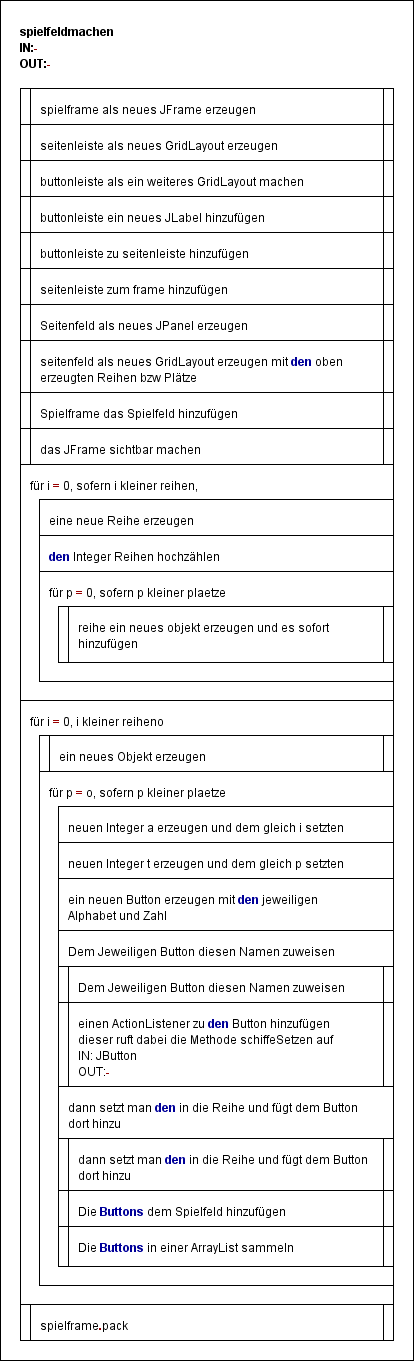 spielfeldmachen
IN:-
OUT:-
spielframe als neues JFrame erzeugen
seitenleiste als neues GridLayout erzeugen
buttonleiste als ein weiteres GridLayout machen
buttonleiste ein neues JLabel hinzufügen
buttonleiste zu seitenleiste hinzufügen
seitenleiste zum frame hinzufügen
Seitenfeld als neues JPanel erzeugen
seitenfeld als neues GridLayout erzeugen mit den oben
erzeugten Reihen bzw Plätze
Spielframe das Spielfeld hinzufügen
das JFrame sichtbar machen
für i = 0, sofern i kleiner reihen,
eine neue Reihe erzeugen
den Integer Reihen hochzählen
für p = 0, sofern p kleiner plaetze
reihe ein neues objekt erzeugen und es sofort
hinzufügen
für i = 0, i kleiner reiheno
ein neues Objekt erzeugen
für p = o, sofern p kleiner plaetze
neuen Integer a erzeugen und dem gleich i setzten
neuen Integer t erzeugen und dem gleich p setzten
ein neuen Button erzeugen mit den jeweiligen
Alphabet und Zahl
Dem Jeweiligen Button diesen Namen zuweisen
Dem Jeweiligen Button diesen Namen zuweisen
einen ActionListener zu den Button hinzufügen
dieser ruft dabei die Methode schiffeSetzen auf
IN: JButton
OUT:-
dann setzt man den in die Reihe und fügt dem Button
dort hinzu
dann setzt man den in die Reihe und fügt dem Button
dort hinzu
Die Buttons dem Spielfeld hinzufügen
Die Buttons in einer ArrayList sammeln
spielframe.pack